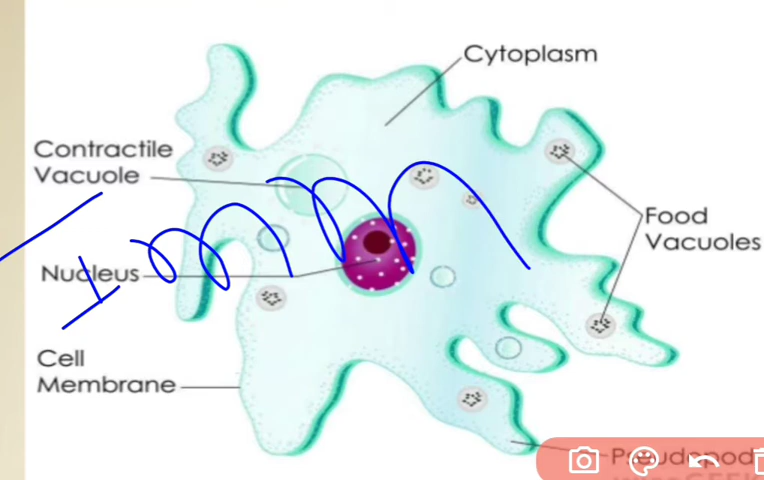 Cytoplasm
Contractile
Vacuole
Food
Vacuoles
Nucleus
Cell
Membrane